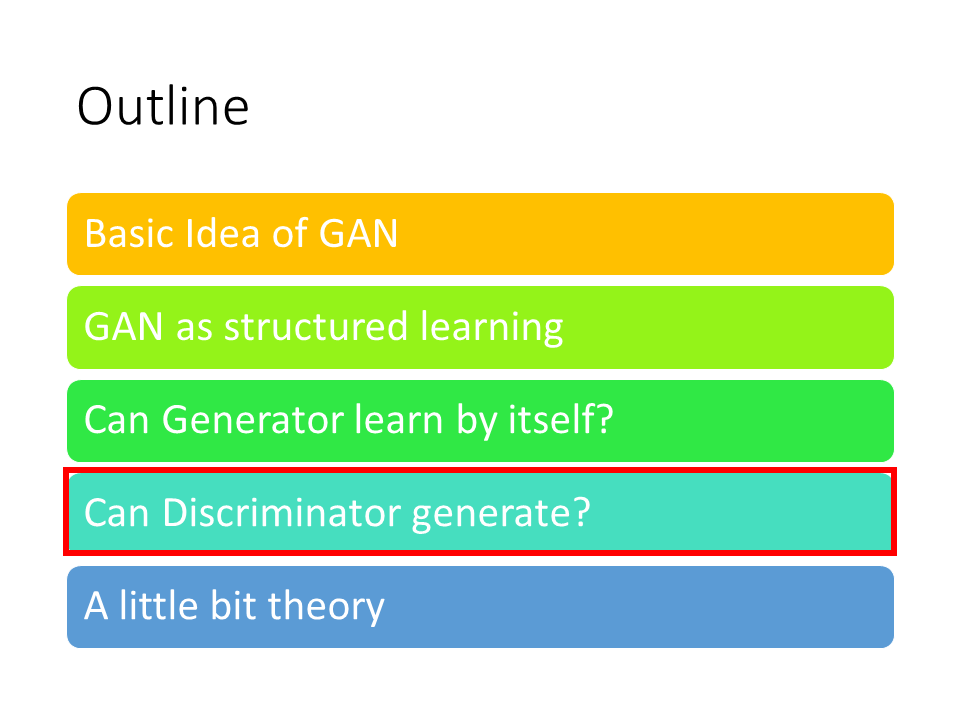 Outline
Basic Idea of GAN
GAN as structured learning
Can Generator learn by itself?
Can Discriminator generate?
A little bit theory